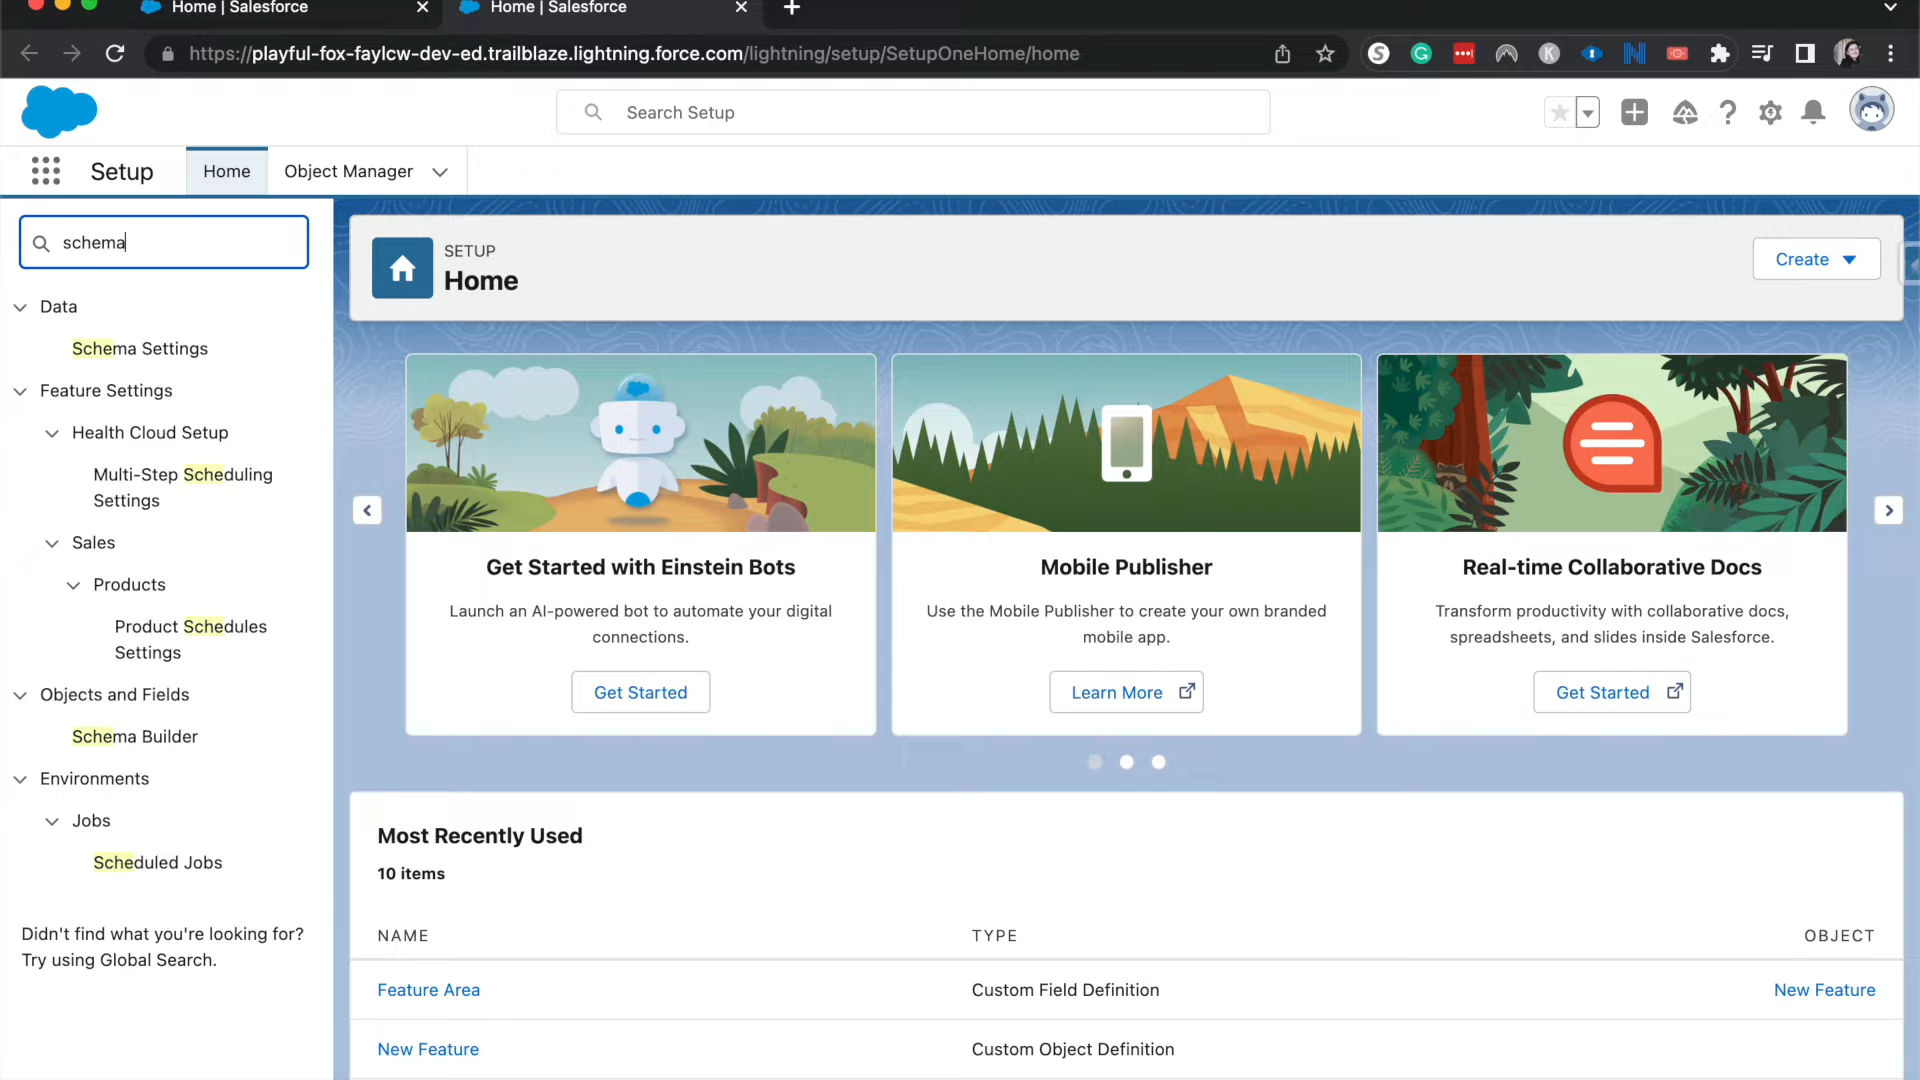 Home | Salesforce
Home | Salesforce
https://playful-fox-faylcw-dev-ed.trailblaze.lightning.force.com/lightning/setup/SetupOneHome/home
Search Setup
Setup
Home
Object Manager
schema
Data
Schema Settings
Feature Settings
Health Cloud Setup
Multi-Step Scheduling
Settings
Sales
Products
Product Schedules
Settings
Objects and Fields
Schema Builder
Environments
Jobs
Scheduled Jobs
Didn't find what you're looking for?
Try using Global Search.
SETUP
Home
Create
Get Started with Einstein Bots
Launch an AI-powered bot to automate your digital
connections.
Get Started
Mobile Publisher
Use the Mobile Publisher to create your own branded
mobile app.
Learn More
Real-time Collaborative Docs
Transform productivity with collaborative docs,
spreadsheets, and slides inside Salesforce.
Get Started
Most Recently Used
10 items
NAME TYPE OBJECT
Feature Area Custom Field Definition New Feature
New Feature Custom Object Definition